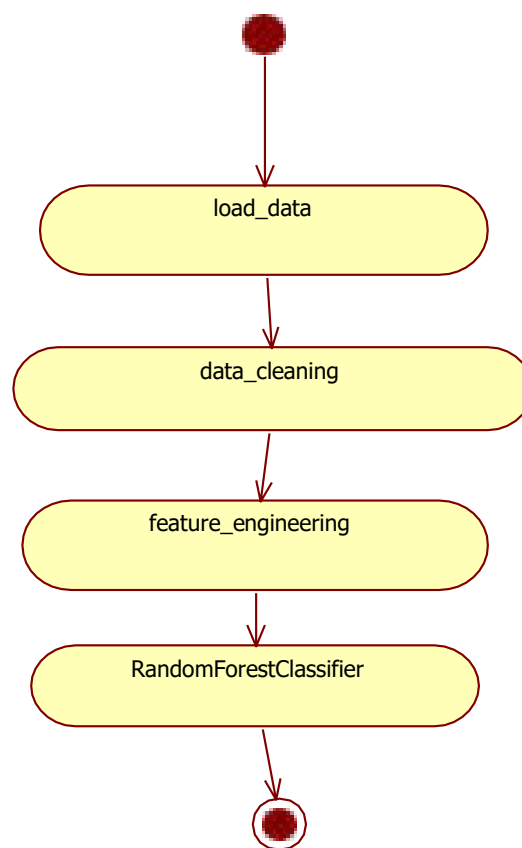 load_data
data_cleaning
feature_engineering
RandomForestClassifier